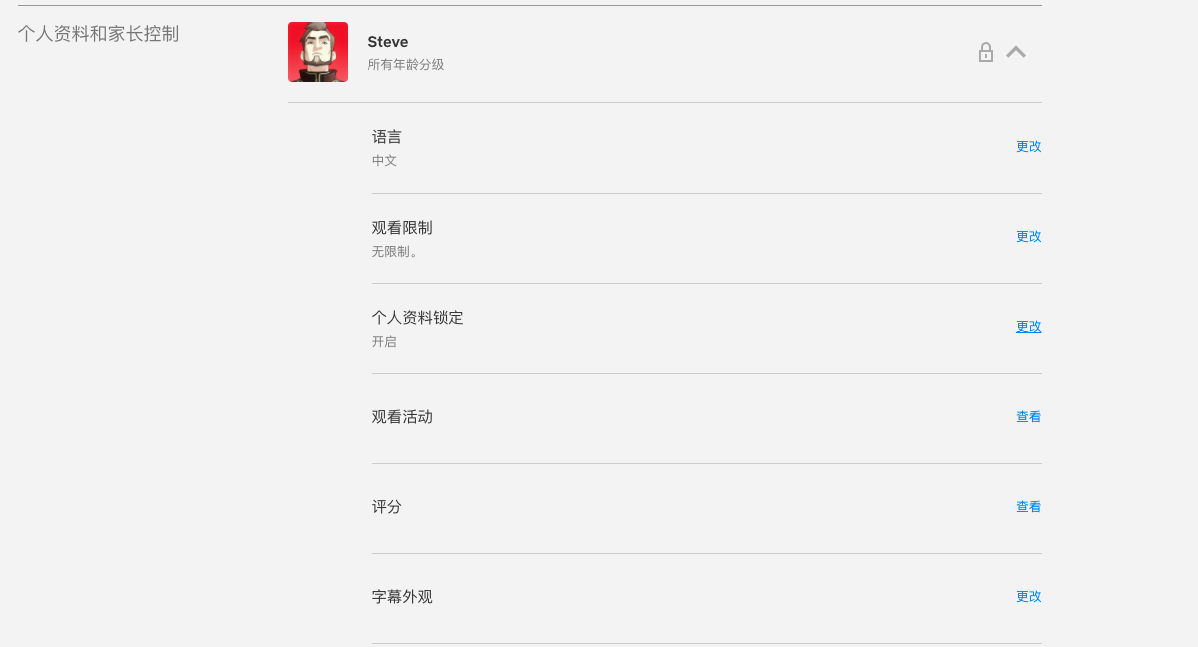 个人资料和家长控制
Steve
所有年龄分级
语言
中文
更改
观看限制
无限制。
更改
个人资料锁定
开启
更改
观看活动
查看
评分
查看
字幕外观
更改